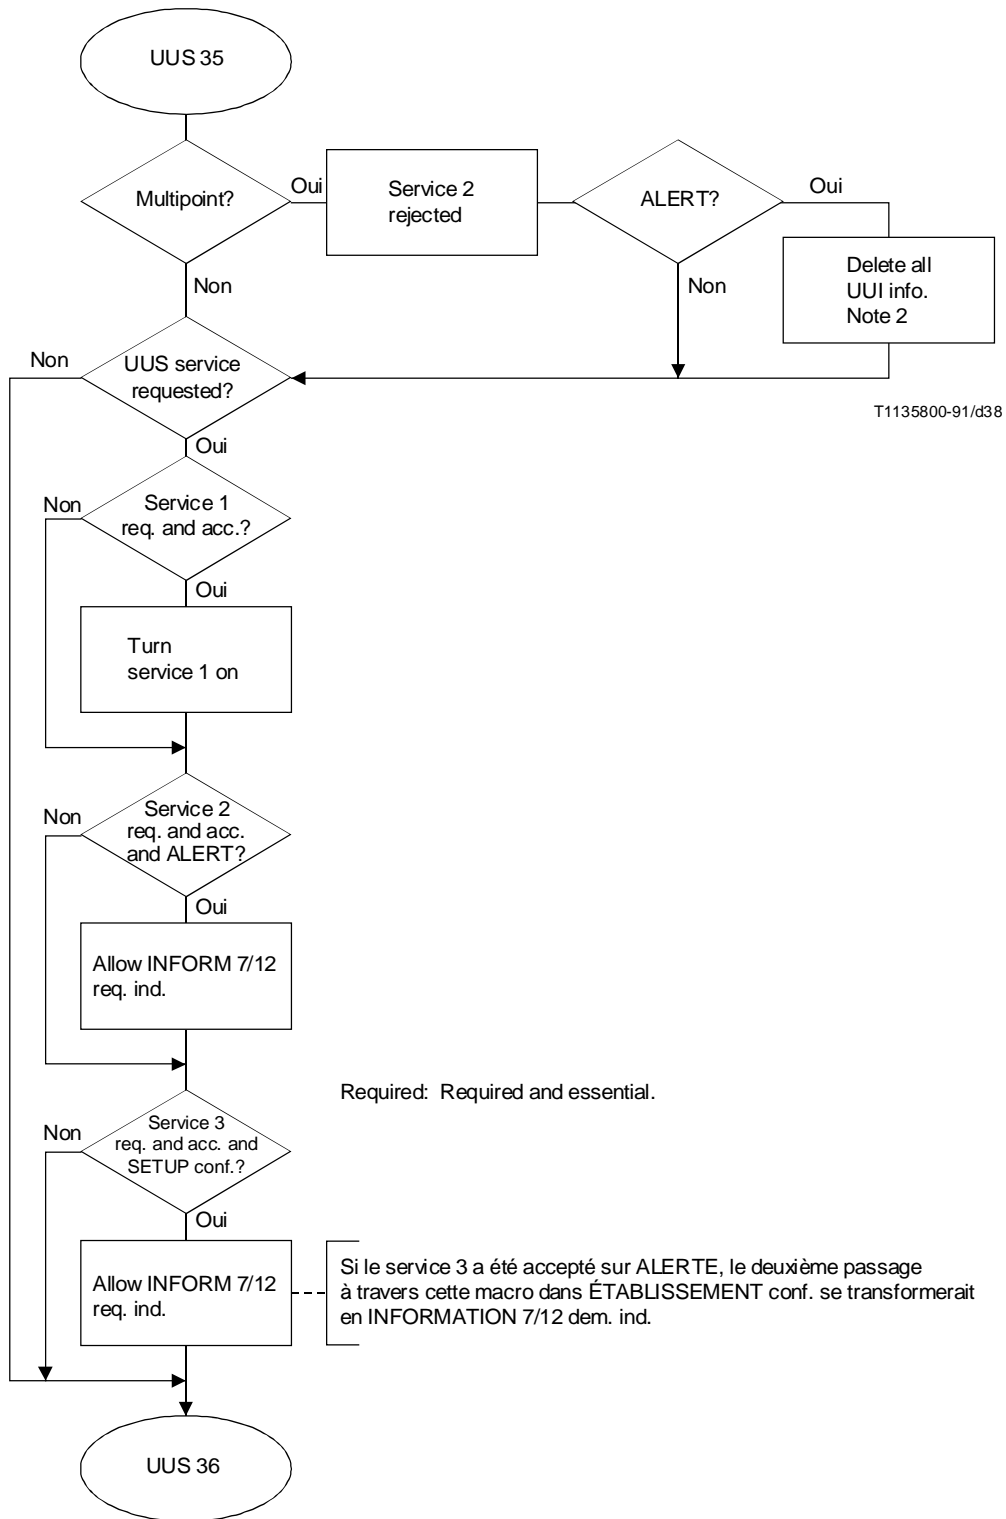 UUS 35
Multipoint?
Oui
Service 2
rejected
ALERT?
Oui
Non
Non
Delete all
UUI info.
Note 2
Non
UUS service
requested?
T1135800-91/d38
Oui
Non
Service 1
req. and acc.?
Oui
Turn
service 1 on
Non
Service 2
req. and acc.
and ALERT?
Oui
Allow INFORM 7/12
req. ind.
Required: Required and essential.
Non
Service 3
req. and acc. and
SETUP conf.?
Oui
Allow INFORM 7/12
req. ind.
Si le service 3 a été accepté sur ALERTE, le deuxième passage
à travers cette macro dans ÉTABLISSEMENT conf. se transformerait
en INFORMATION 7/12 dem. ind.
UUS 36